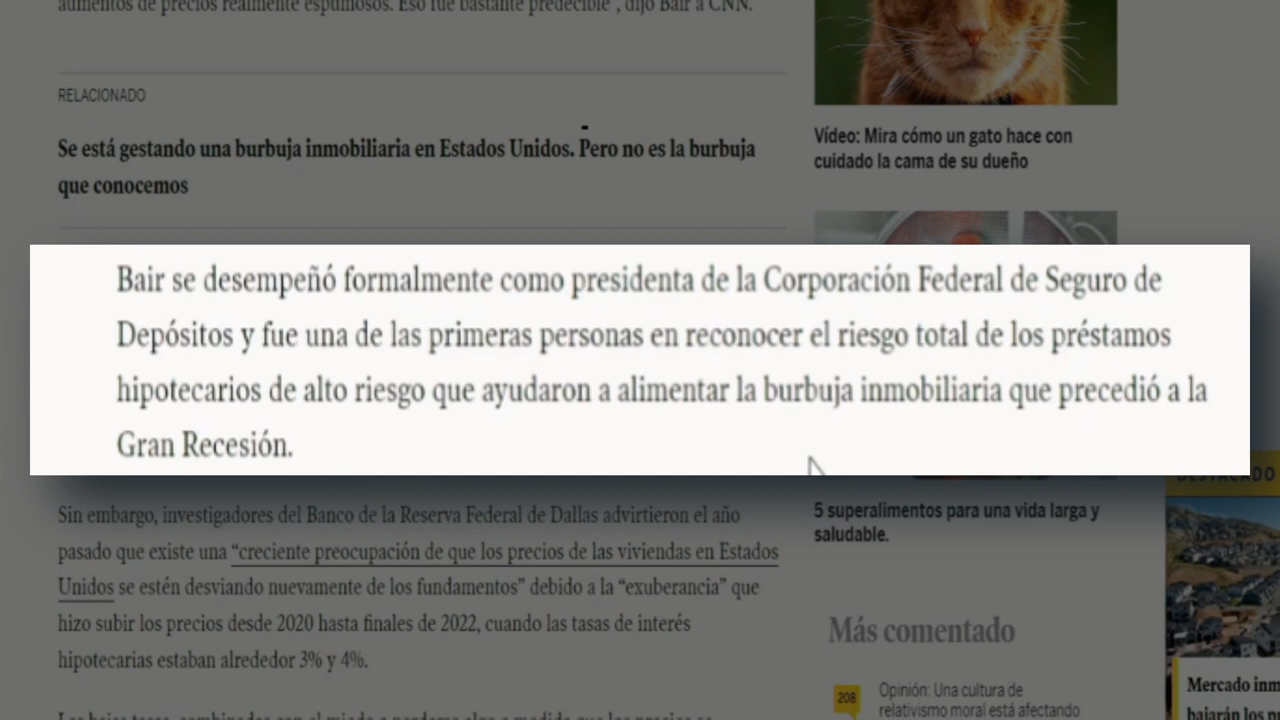 aumentos de precios realmente espumosos. Eso fue bastante predecible", dijo Bair a CNN.
RELACIONADO
Se está gestando una burbuja inmobiliaria en Estados Unidos. Pero no es la burbuja
que conocemos
Vídeo: Mira cómo un gato hace con
cuidado la cama de su dueño
Bair se desempeñó formalmente como presidenta de la Corporación Federal de Seguro de
Depósitos y fue una de las primeras personas en reconocer el riesgo total de los préstamos
hipotecarios de alto riesgo que ayudaron a alimentar la burbuja inmobiliaria que precedió a la
Gran Recesión.
Sin embargo, investigadores del Banco de la Reserva Federal de Dallas advirtieron el año
pasado que existe una “creciente preocupación de que los precios de las viviendas en Estados
Unidos se estén desviando nuevamente de los fundamentos” debido a la “exuberancia” que
hizo subir los precios desde 2020 hasta finales de 2022, cuando las tasas de interés
hipotecarias estaban alrededor 3% y 4%.
5 superalimentos para una vida larga y
saludable.
DESTACADO
Más comentado
208
Opinión: Una cultura de
relativismo moral está afectando
Mercado inm
bajarán los